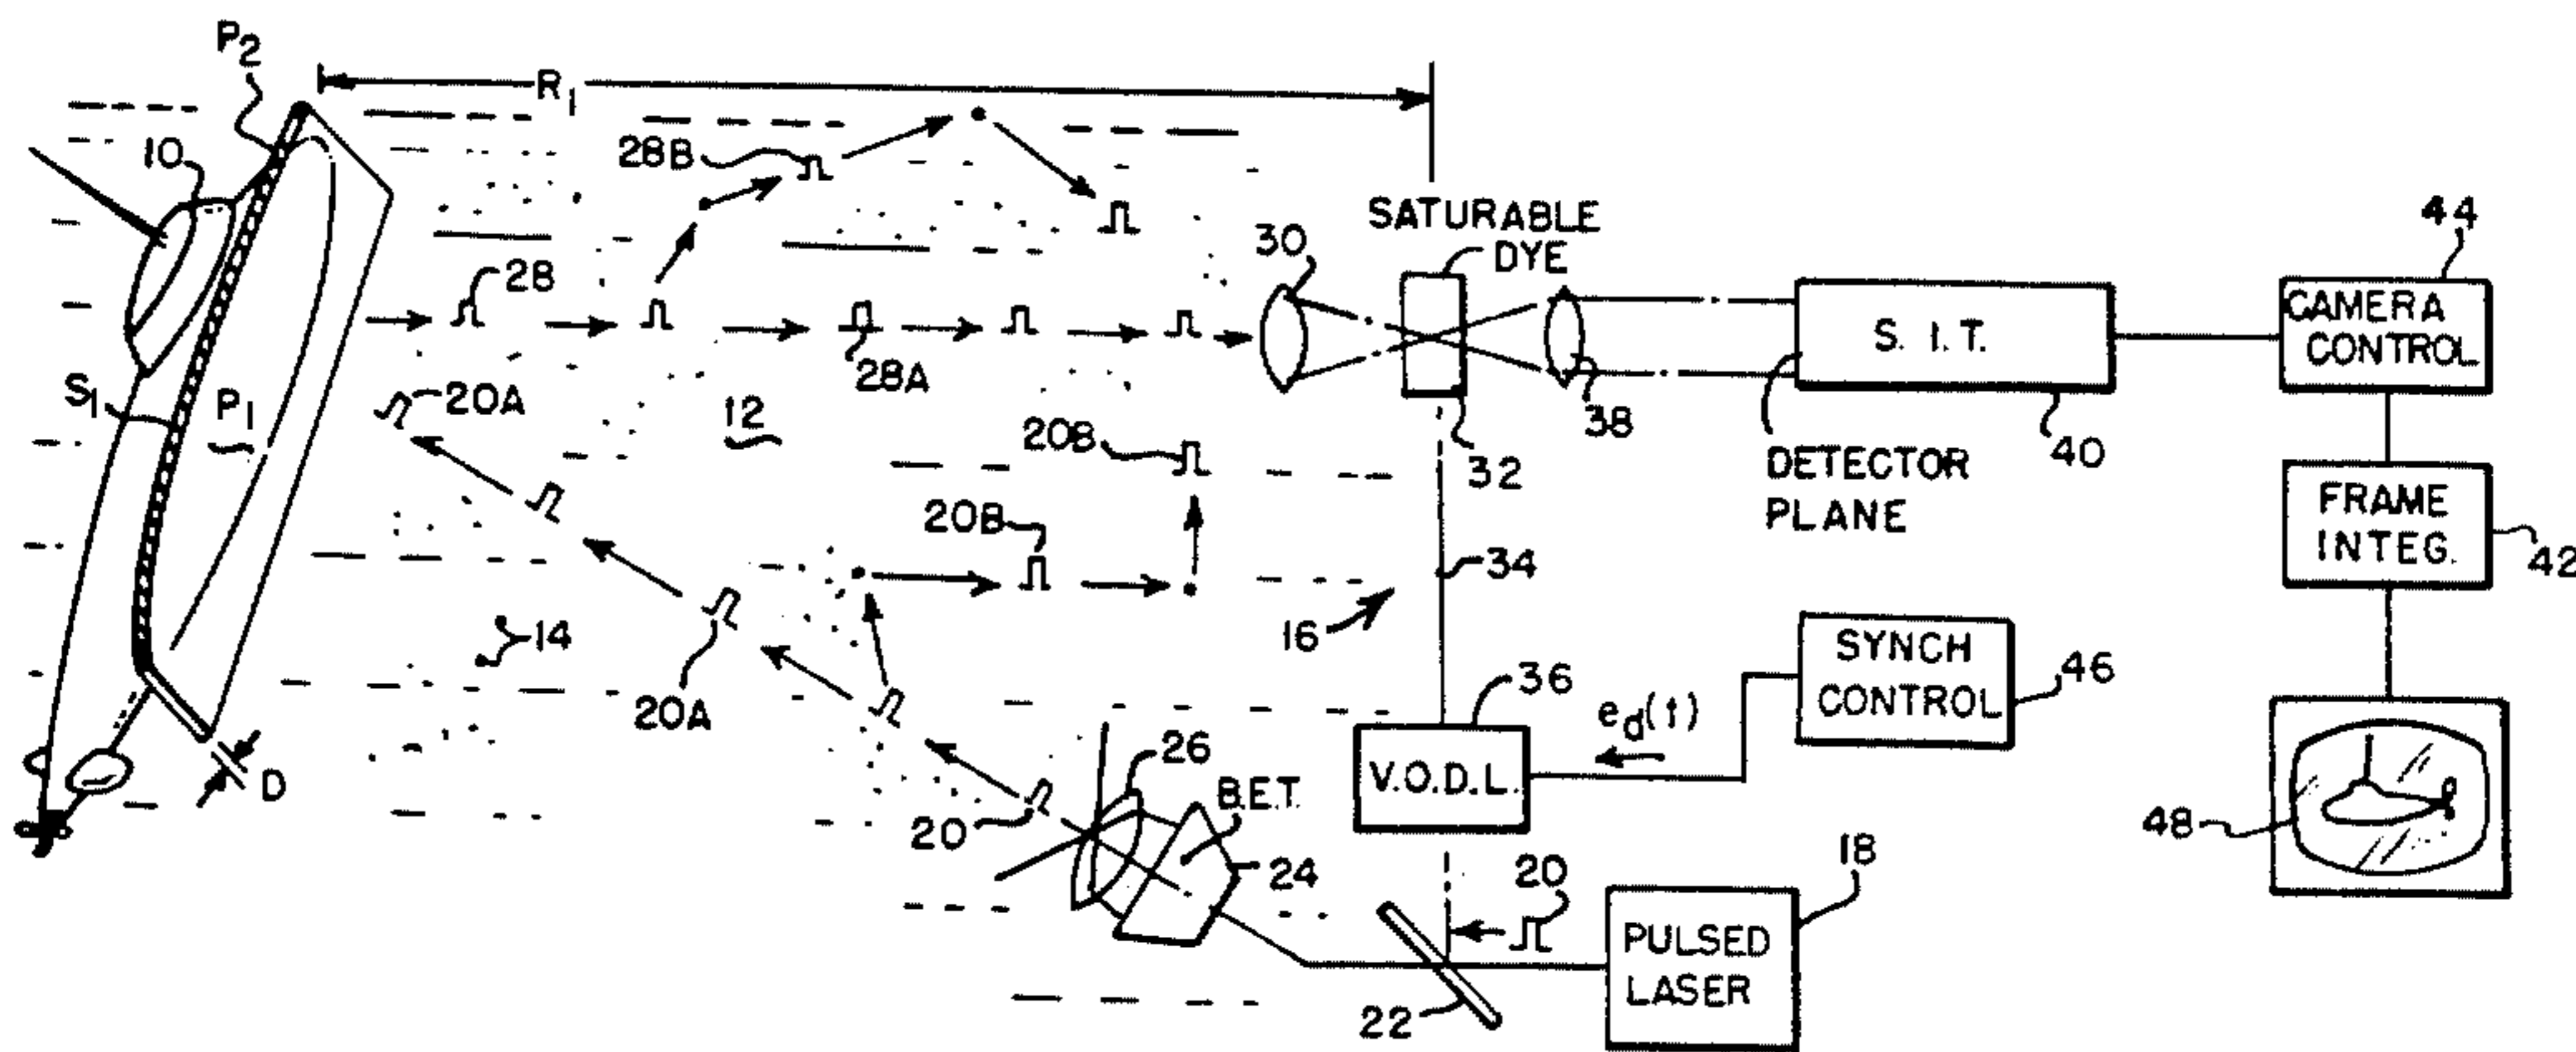 P2
R1
10
28B
SATURABLE
DYE
30
44
28
28A
S. I. T.
CAMERA
CONTROL
S1
P1
20A
12
38
20B
32
DETECTOR
PLANE
40
20B
FRAME
INTEG.
42
34
14
16
SYNCH
CONTROL
46
20A
36
ed(t)
V.O.D.L.
D
26
B.E.T.
20
24
20
18
48
PULSED
LASER
22